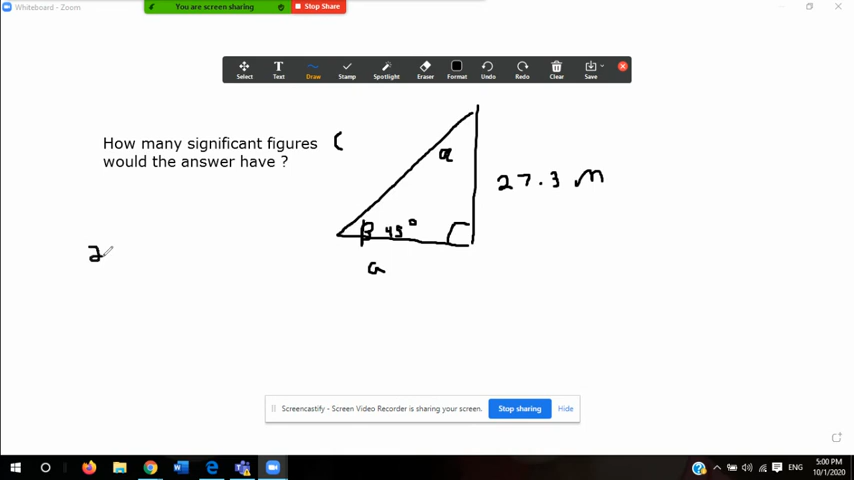 Whiteboard - Zoom
You are screen sharing
Stop Share
Select
Text
Draw
Stamp
Spotlight
Eraser
Format
Undo
Redo
Clear
Save
How many significant figures
would the answer have ?
C
α
27.3 m
β 45°
a
2
Screencastify - Screen Video Recorder is sharing your screen.
Stop sharing
Hide
ENG
5:00 PM
10/1/2020